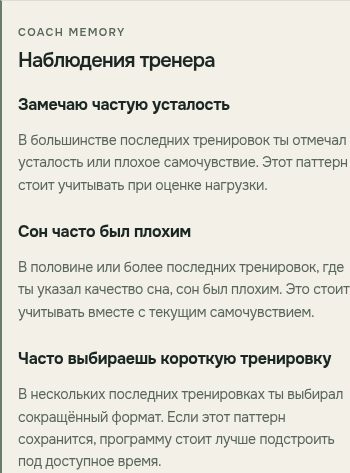 COACH MEMORY
Наблюдения тренера
Замечаю частую усталость
В большинстве последних тренировок ты отмечал
усталость или плохое самочувствие. Этот паттерн
стоит учитывать при оценке нагрузки.
Сон часто был плохим
В половине или более последних тренировок, где
ты указал качество сна, сон был плохим. Это стоит
учитывать вместе с текущим самочувствием.
Часто выбираешь короткую тренировку
В нескольких последних тренировках ты выбирал
сокращённый формат. Если этот паттерн
сохранится, программу стоит лучше подстроить
под доступное время.